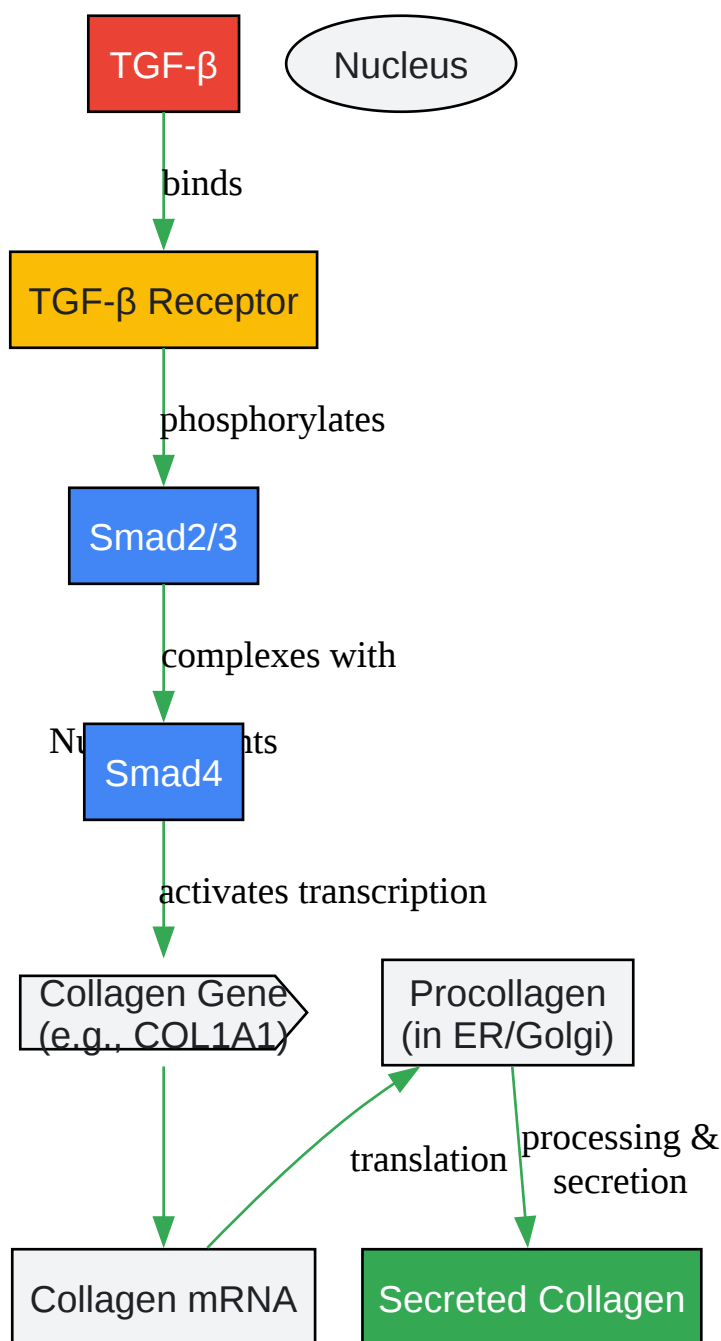 TGF-β
Nucleus
binds
TGF-β Receptor
phosphorylates
Smad2/3
complexes with
Smad4
activates transcription
Collagen Gene
(e.g., COL1A1)
Procollagen
(in ER/Golgi)
translation
processing &
secretion
Collagen mRNA
Secreted Collagen